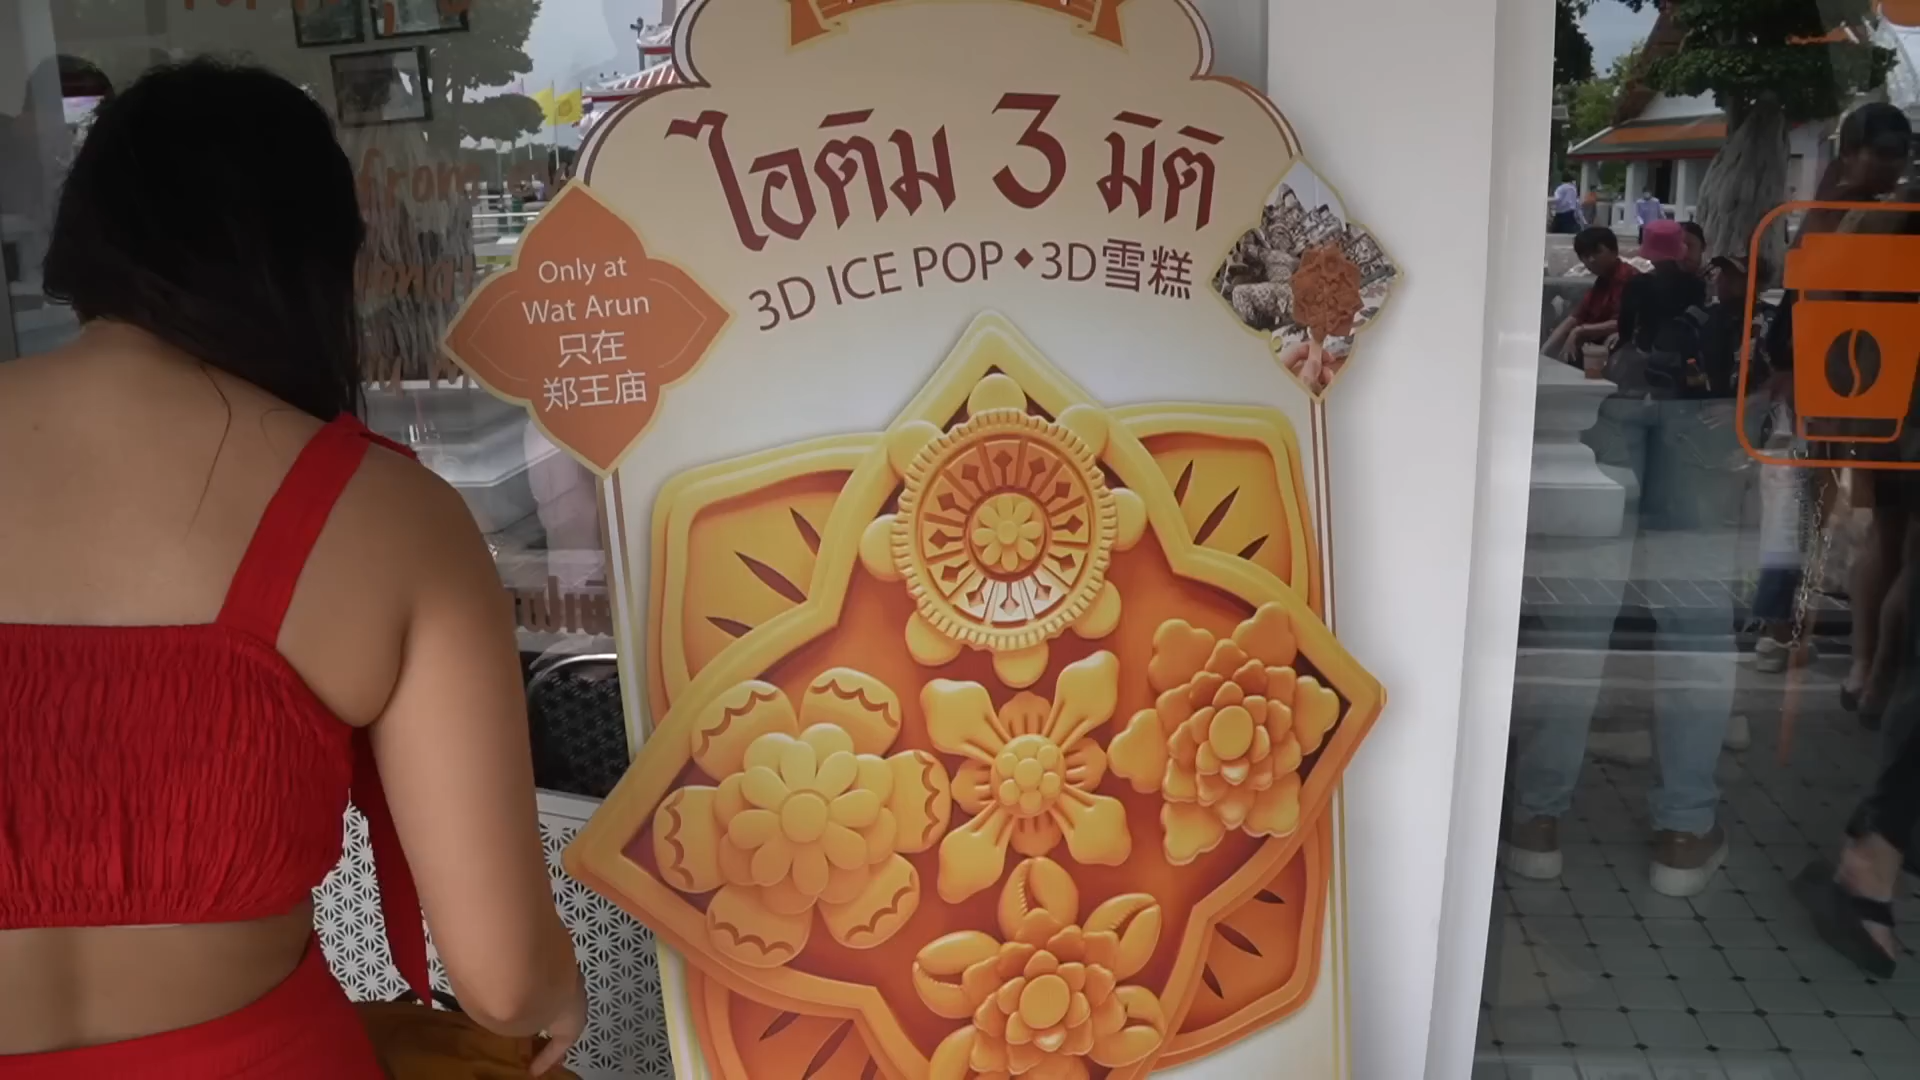 ไอติม 3 มิติ
3D ICE POP◆3D雪糕
Only at
Wat Arun
只在
郑王庙
from